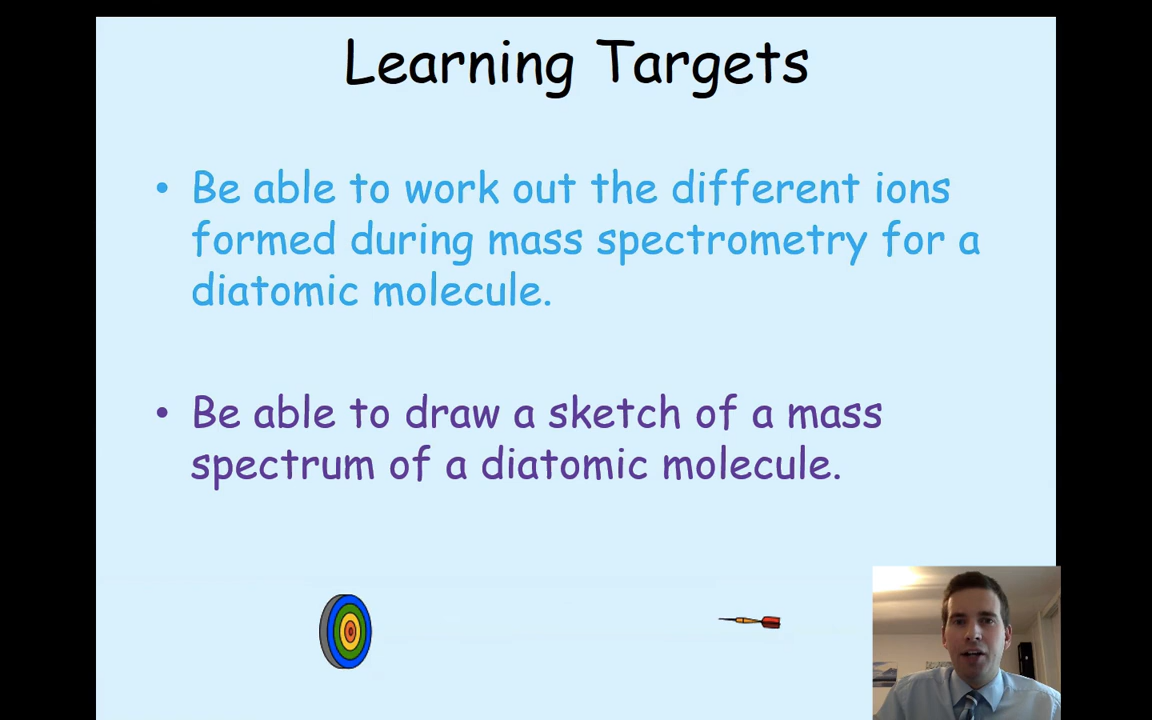 Learning Targets
• Be able to work out the different ions
formed during mass spectrometry for a
diatomic molecule.
• Be able to draw a sketch of a mass
spectrum of a diatomic molecule.